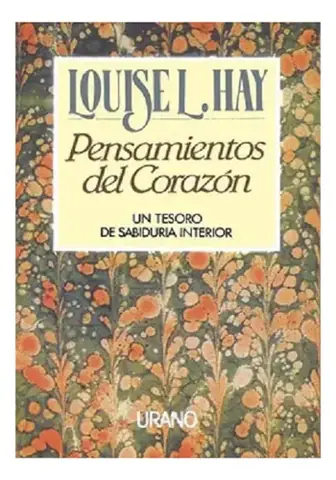 LOUISE L. HAY
Pensamientos
del Corazón
UN TESORO
DE SABIDURIA INTERIOR
URANO